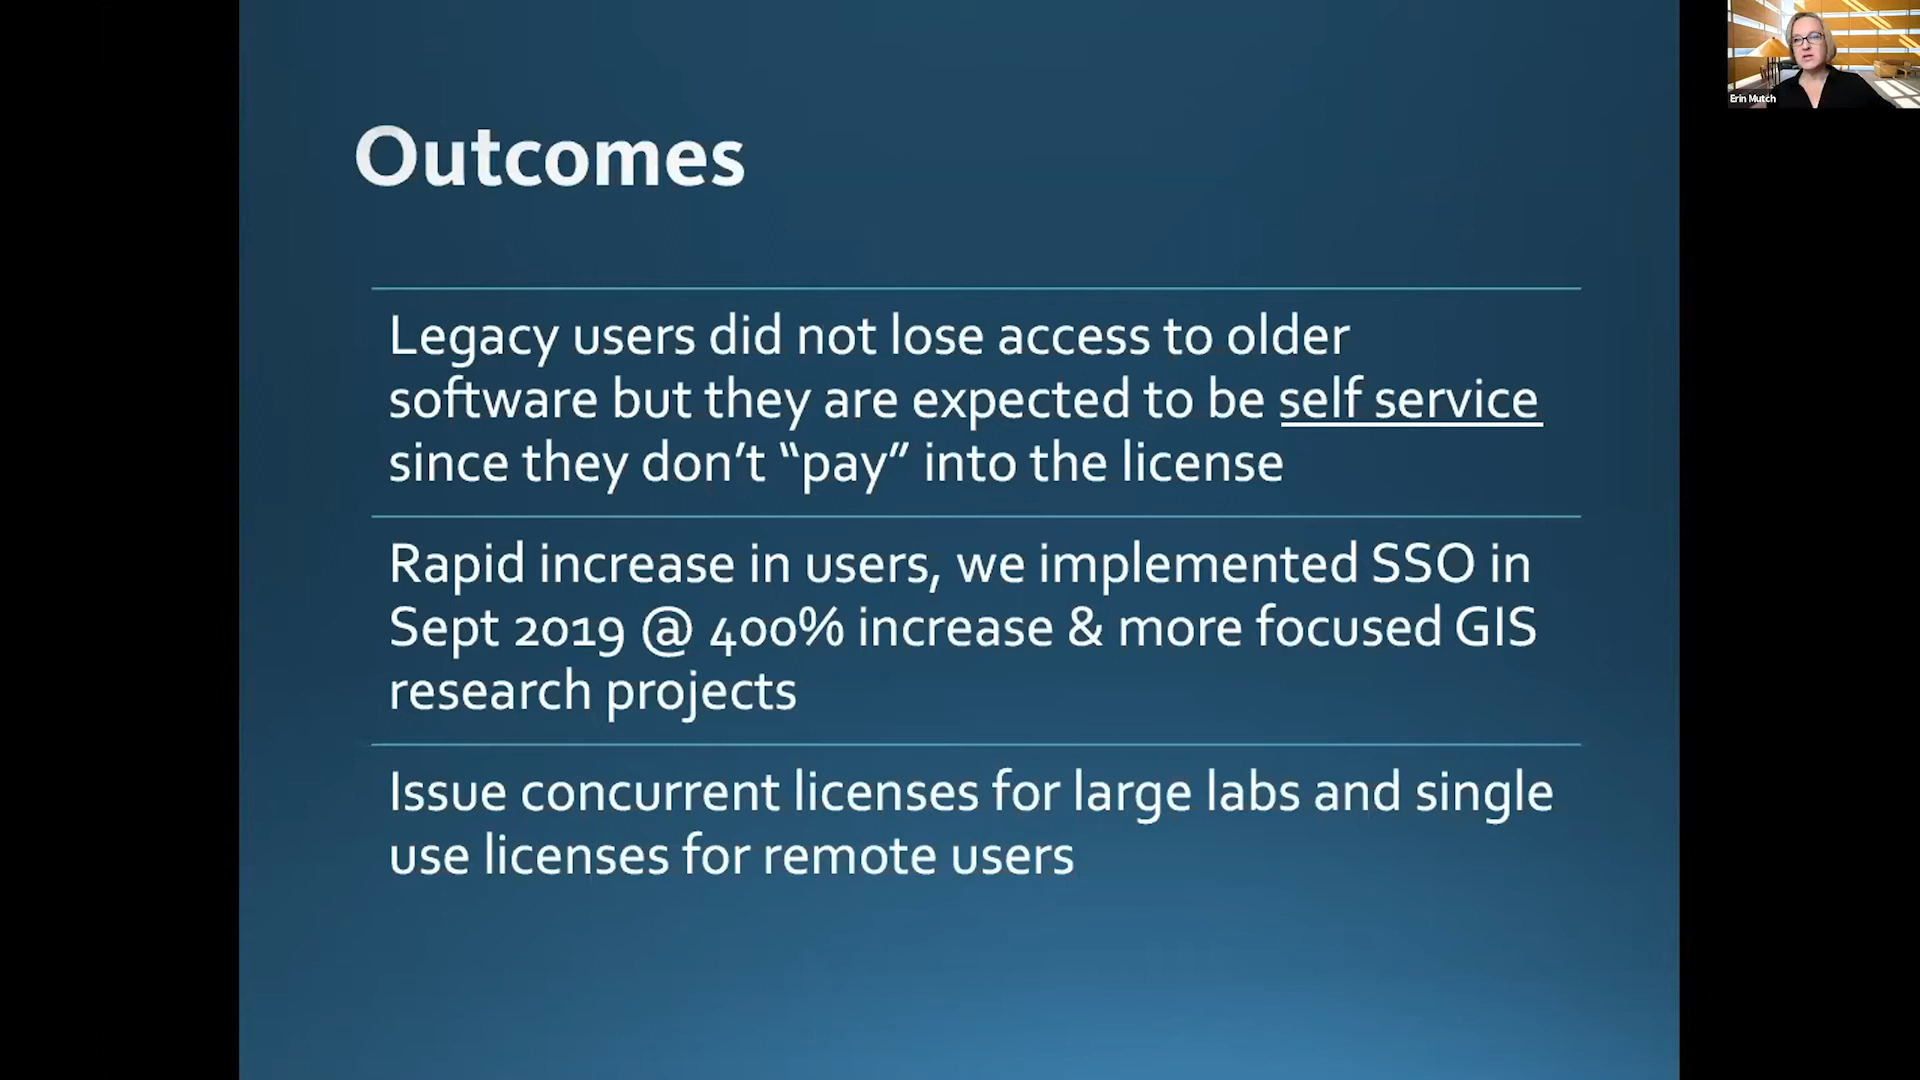 Outcomes
Legacy users did not lose access to older
software but they are expected to be self service
since they don’t “pay” into the license
Rapid increase in users, we implemented SSO in
Sept 2019 @ 400% increase & more focused GIS
research projects
Issue concurrent licenses for large labs and single
use licenses for remote users
Erin Mutch